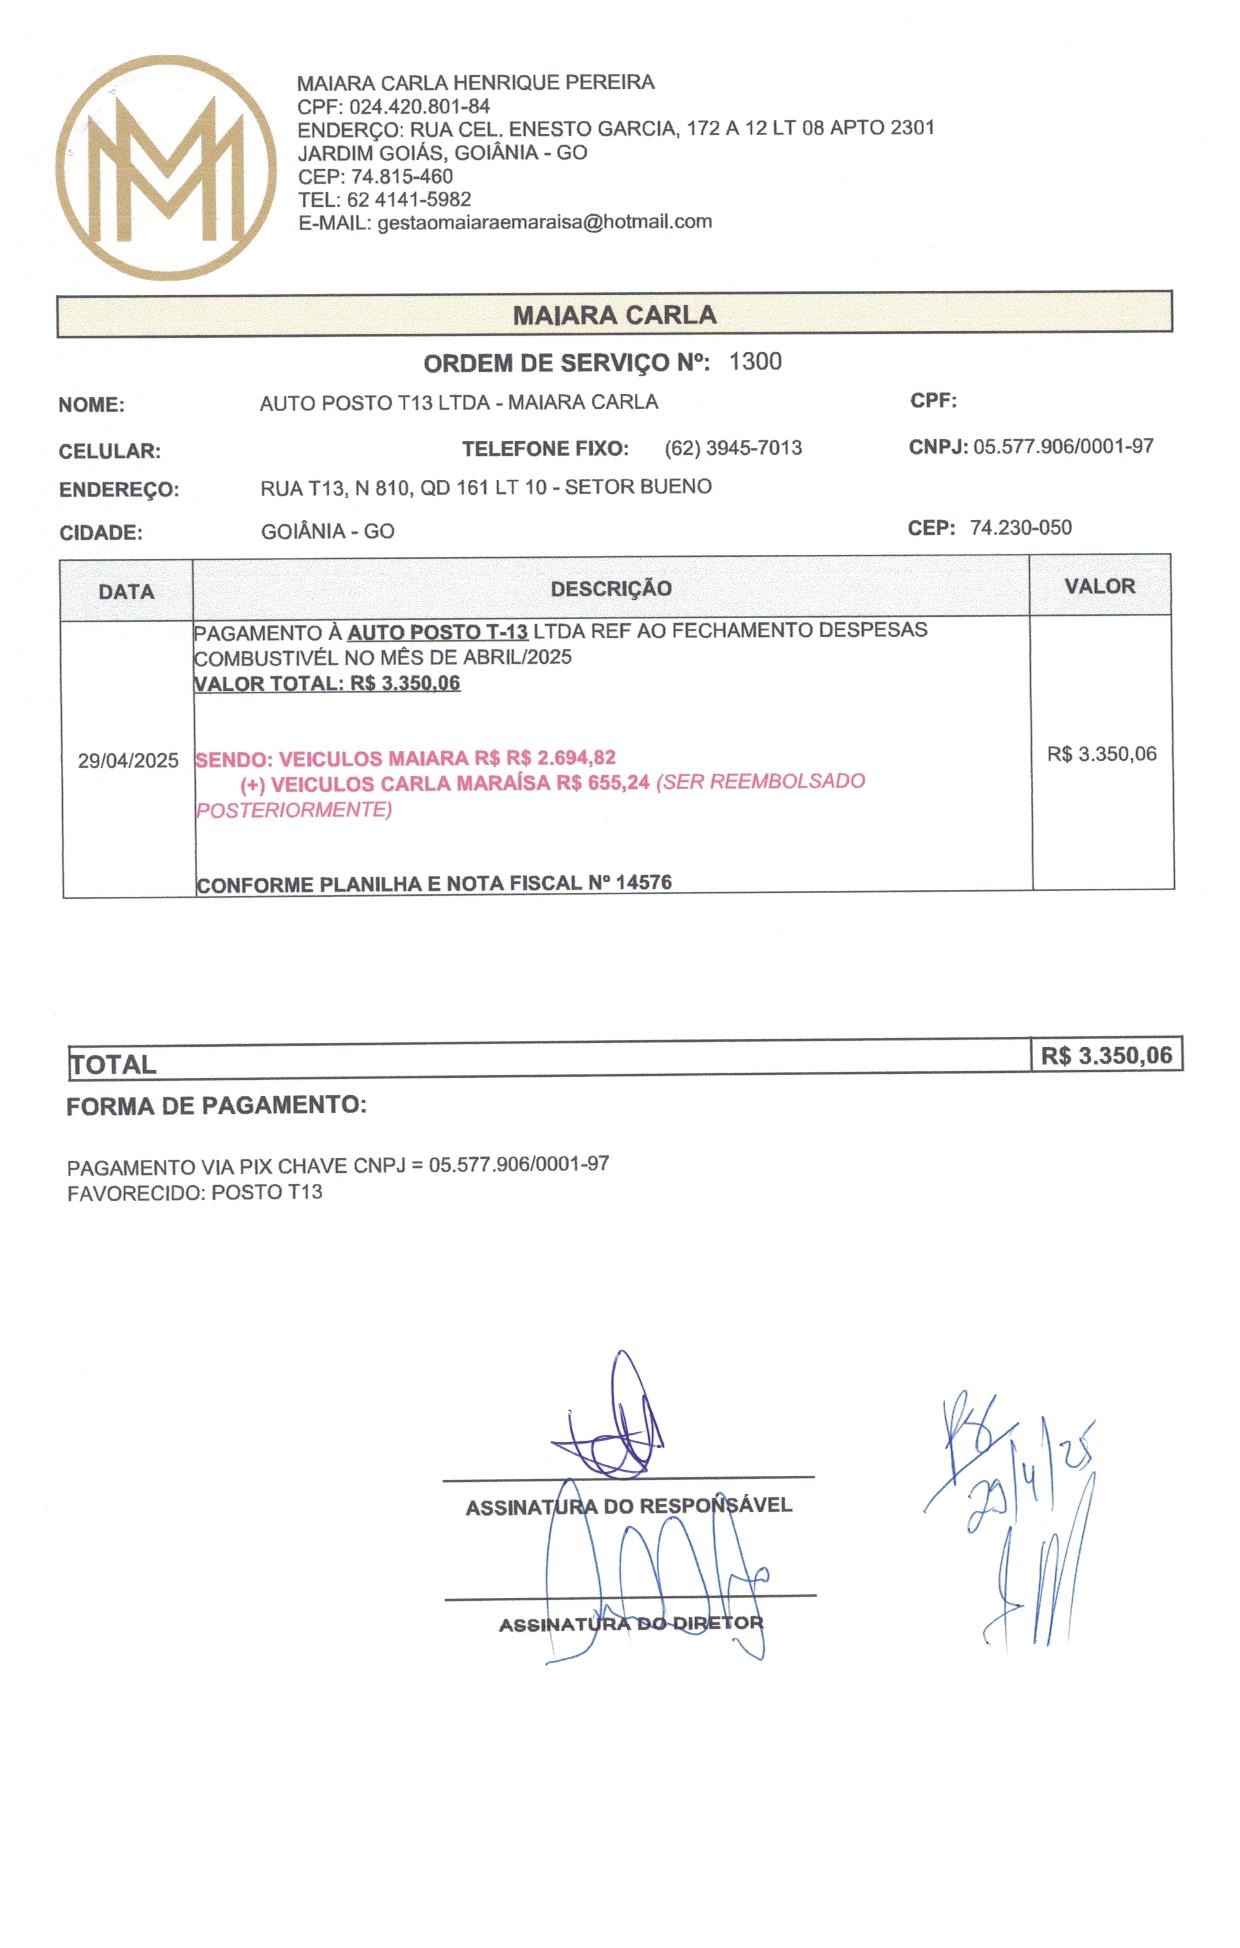 MAIARA CARLA HENRIQUE PEREIRA
CPF: 024.420.801-84
ENDERÇO: RUA CEL. ENESTO GARCIA, 172 A 12 LT 08 APTO 2301
JARDIM GOIÁS, GOIÂNIA - GO
CEP: 74.815-460
TEL: 62 4141-5982
E-MAIL: gestaomaiaraemaraisa@hotmail.com
MAIARA CARLA
ORDEM DE SERVIÇO Nº: 1300
NOME: AUTO POSTO T13 LTDA - MAIARA CARLA CPF:
CELULAR: TELEFONE FIXO: (62) 3945-7013 CNPJ: 05.577.906/0001-97
ENDEREÇO: RUA T13, N 810, QD 161 LT 10 - SETOR BUENO
CIDADE: GOIÂNIA - GO CEP: 74.230-050
DATA DESCRIÇÃO VALOR
PAGAMENTO À AUTO POSTO T-13 LTDA REF AO FECHAMENTO DESPESAS
COMBUSTIVÉL NO MÊS DE ABRIL/2025
VALOR TOTAL: R$ 3.350,06
29/04/2025 SENDO: VEICULOS MAIARA R$ R$ 2.694,82 R$ 3.350,06
(+) VEICULOS CARLA MARAÍSA R$ 655,24 (SER REEMBOLSADO
POSTERIORMENTE)
CONFORME PLANILHA E NOTA FISCAL Nº 14576
TOTAL R$ 3.350,06
FORMA DE PAGAMENTO:
PAGAMENTO VIA PIX CHAVE CNPJ = 05.577.906/0001-97
FAVORECIDO: POSTO T13
29/4/25
ASSINATURA DO RESPONSÁVEL
ASSINATURA DO DIRETOR